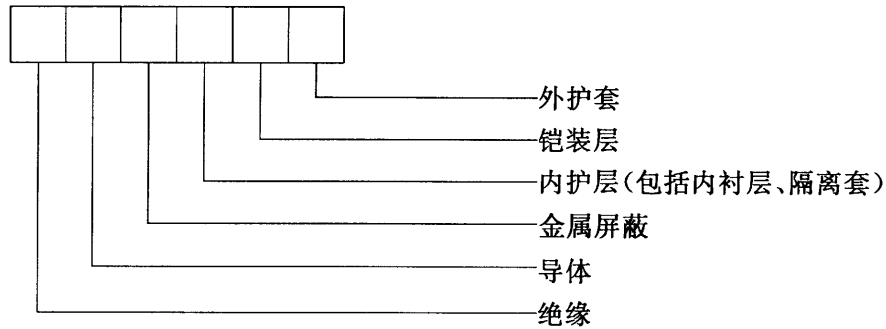 外护套
铠装层
内护层(包括内衬层、隔离套)
金属屏蔽
导体
绝缘